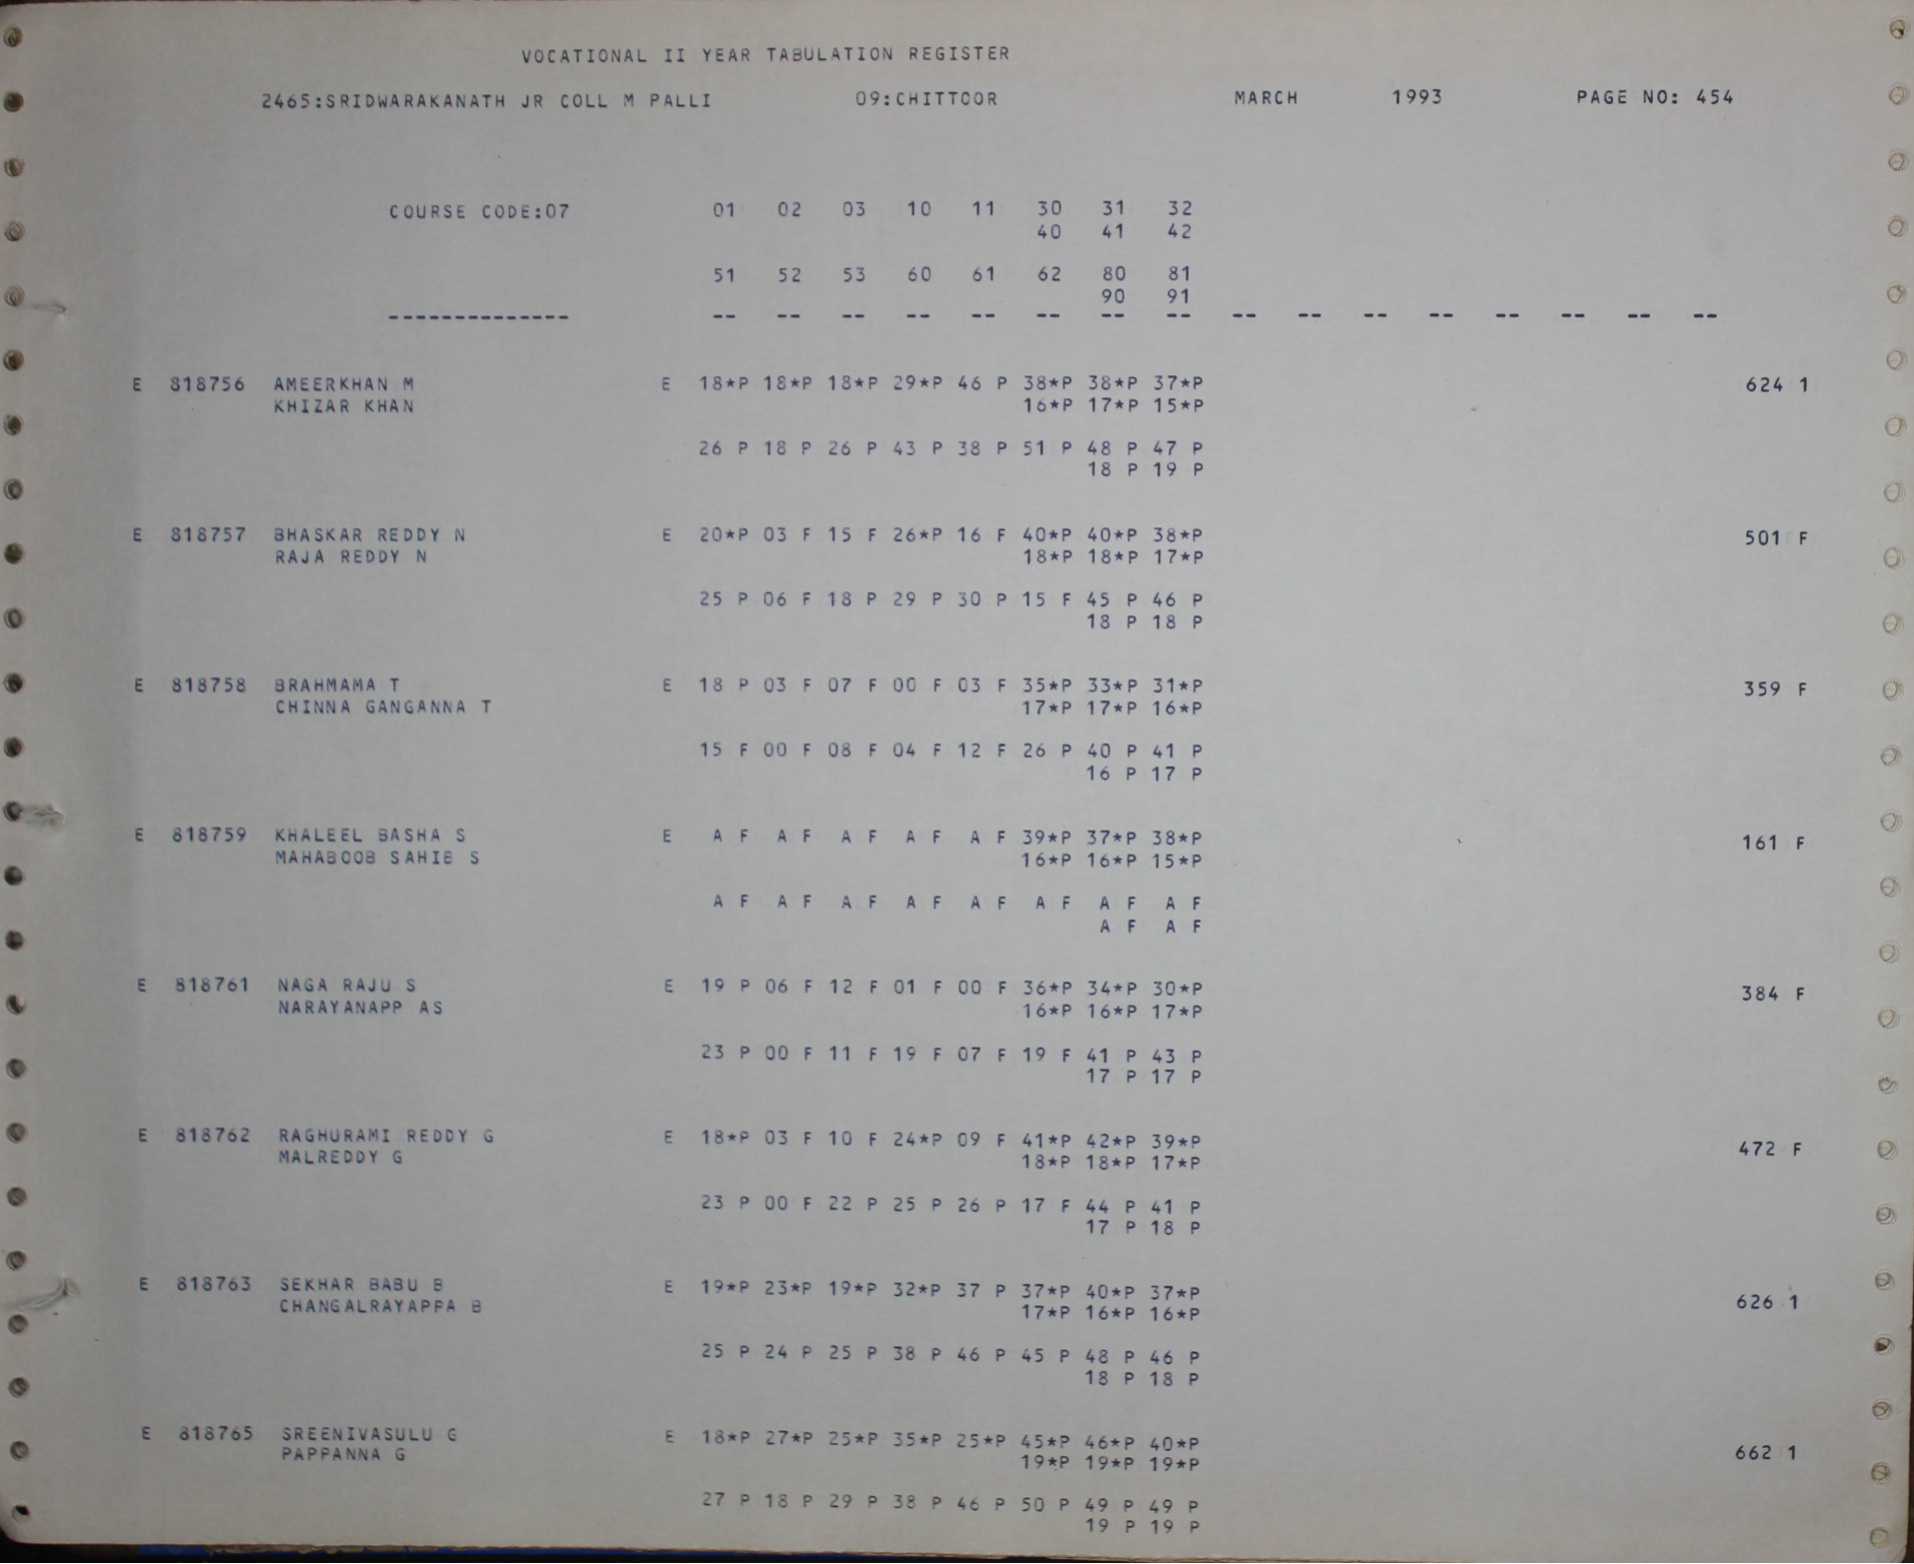 VOCATIONAL II YEAR TABULATION REGISTER
2465:SRIDWARAKANATH JR COLL M PALLI 09:CHITTOOR MARCH 1993 PAGE NO: 454
COURSE CODE:07 01 02 03 10 11 30 31 32
40 41 42
51 52 53 60 61 62 80 81
90 91
-------------- -- -- -- -- -- -- -- -- -- -- -- -- -- -- -- --
E 818756 AMEERKHAN M E 18*P 18*P 18*P 29*P 46 P 38*P 38*P 37*P 624 1
KHIZAR KHAN 16*P 17*P 15*P
26 P 18 P 26 P 43 P 38 P 51 P 48 P 47 P
18 P 19 P
E 818757 BHASKAR REDDY N E 20*P 03 F 15 F 26*P 16 F 40*P 40*P 38*P 501 F
RAJA REDDY N 18*P 18*P 17*P
25 P 06 F 18 P 29 P 30 P 15 F 45 P 46 P
18 P 18 P
E 818758 BRAHMAMA T E 18 P 03 F 07 F 00 F 03 F 35*P 33*P 31*P 359 F
CHINNA GANGANNA T 17*P 17*P 16*P
15 F 00 F 08 F 04 F 12 F 26 P 40 P 41 P
16 P 17 P
E 818759 KHALEEL BASHA S E A F A F A F A F A F 39*P 37*P 38*P 161 F
MAHABOOB SAHIB S 16*P 16*P 15*P
A F A F A F A F A F A F A F A F
A F A F
E 818761 NAGA RAJU S E 19 P 06 F 12 F 01 F 00 F 36*P 34*P 30*P 384 F
NARAYANAPP AS 16*P 16*P 17*P
23 P 00 F 11 F 19 F 07 F 19 F 41 P 43 P
17 P 17 P
E 818762 RAGHURAMI REDDY G E 18*P 03 F 10 F 24*P 09 F 41*P 42*P 39*P 472 F
MALREDDY G 18*P 18*P 17*P
23 P 00 F 22 P 25 P 26 P 17 F 44 P 41 P
17 P 18 P
E 818763 SEKHAR BABU B E 19*P 23*P 19*P 32*P 37 P 37*P 40*P 37*P 626 1
CHANGALRAYAPPA B 17*P 16*P 16*P
25 P 24 P 25 P 38 P 46 P 45 P 48 P 46 P
18 P 18 P
E 818765 SREENIVASULU G E 18*P 27*P 25*P 35*P 25*P 45*P 46*P 40*P 662 1
PAPPANNA G 19*P 19*P 19*P
27 P 18 P 29 P 38 P 46 P 50 P 49 P 49 P
19 P 19 P